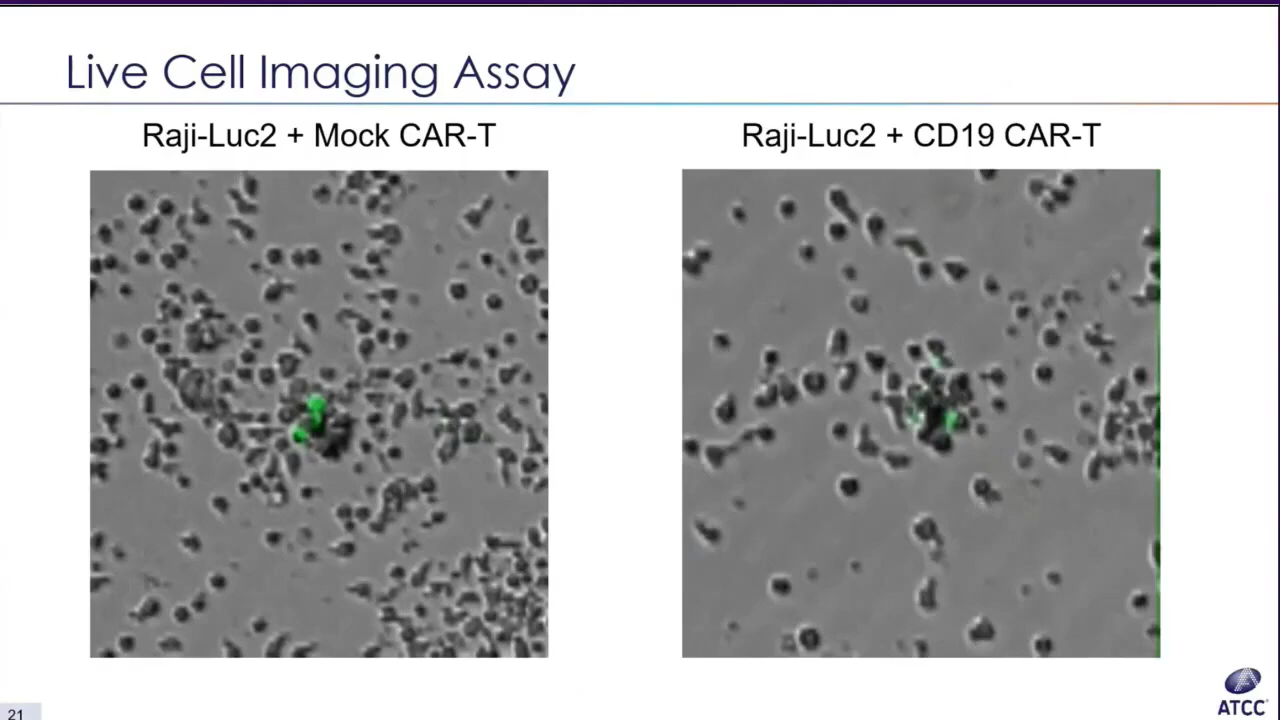 Live Cell Imaging Assay
Raji-Luc2 + Mock CAR-T
Raji-Luc2 + CD19 CAR-T
21
ATCC